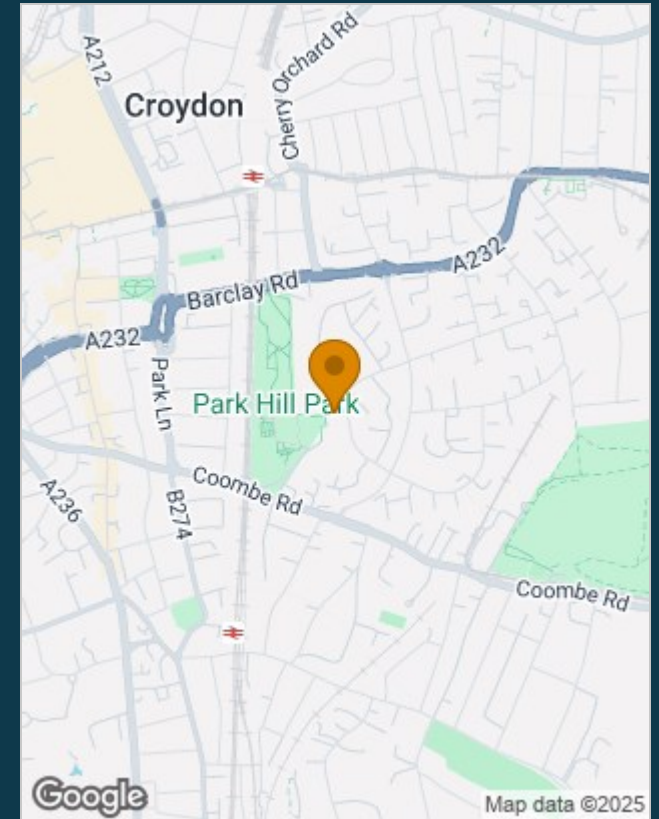 A212
Cherry Orchard Rd
Croydon
A232
Barclay Rd
A232
Park Ln
Park Hill Park
Coombe Rd
A236
B274
Coombe Rd
Google
Map data ©2025